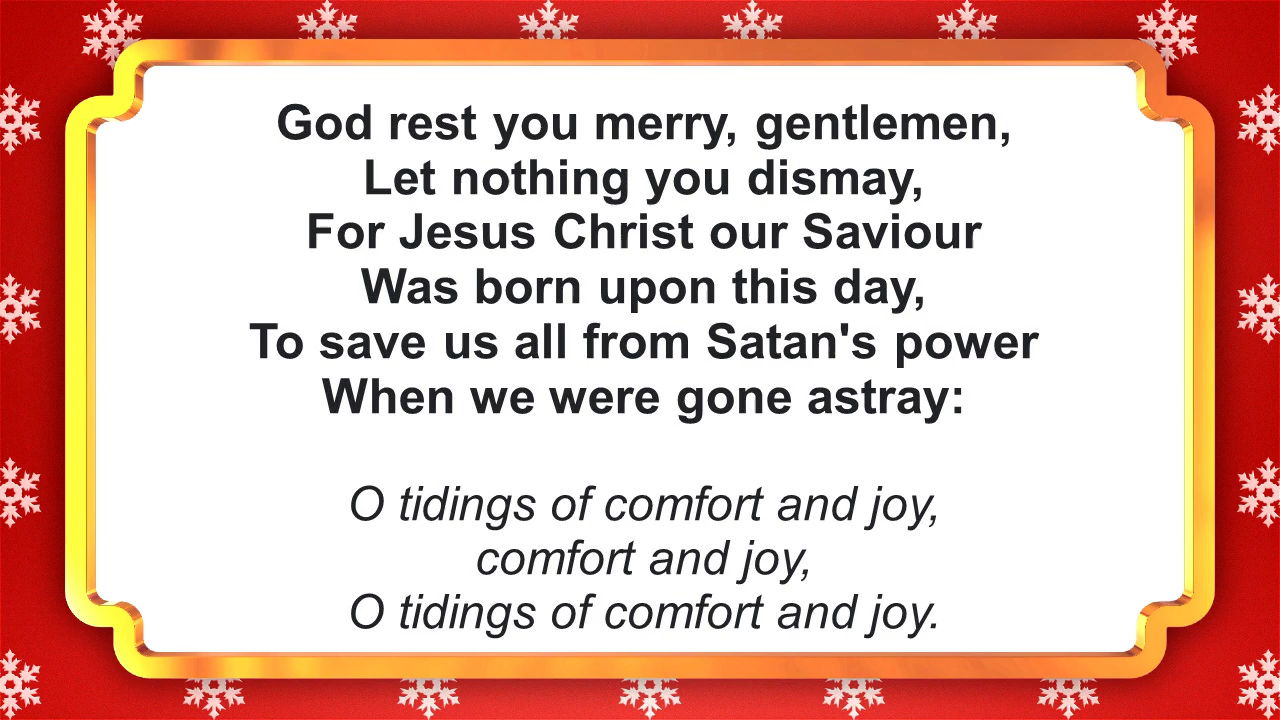 God rest you merry, gentlemen,
Let nothing you dismay,
For Jesus Christ our Saviour
Was born upon this day,
To save us all from Satan's power
When we were gone astray:
O tidings of comfort and joy,
comfort and joy,
O tidings of comfort and joy.